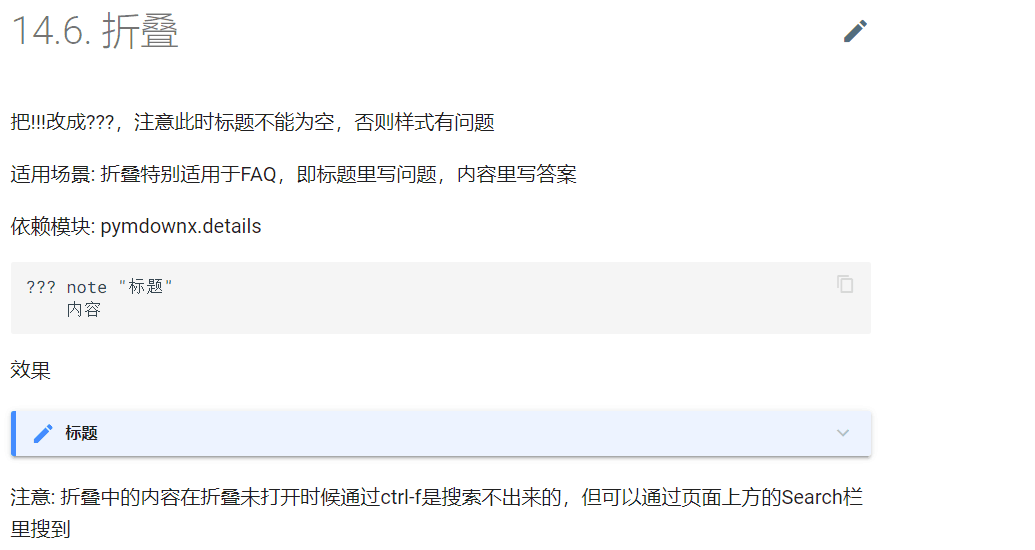 14.6. 折叠
把!!!改成???，注意此时标题不能为空，否则样式有问题
适用场景: 折叠特别适用于FAQ，即标题里写问题，内容里写答案
依赖模块: pymdownx.details
??? note "标题"
    内容
效果
标题
注意: 折叠中的内容在折叠未打开时候通过ctrl-f是搜索不出来的，但可以通过页面上方的Search栏
里搜到